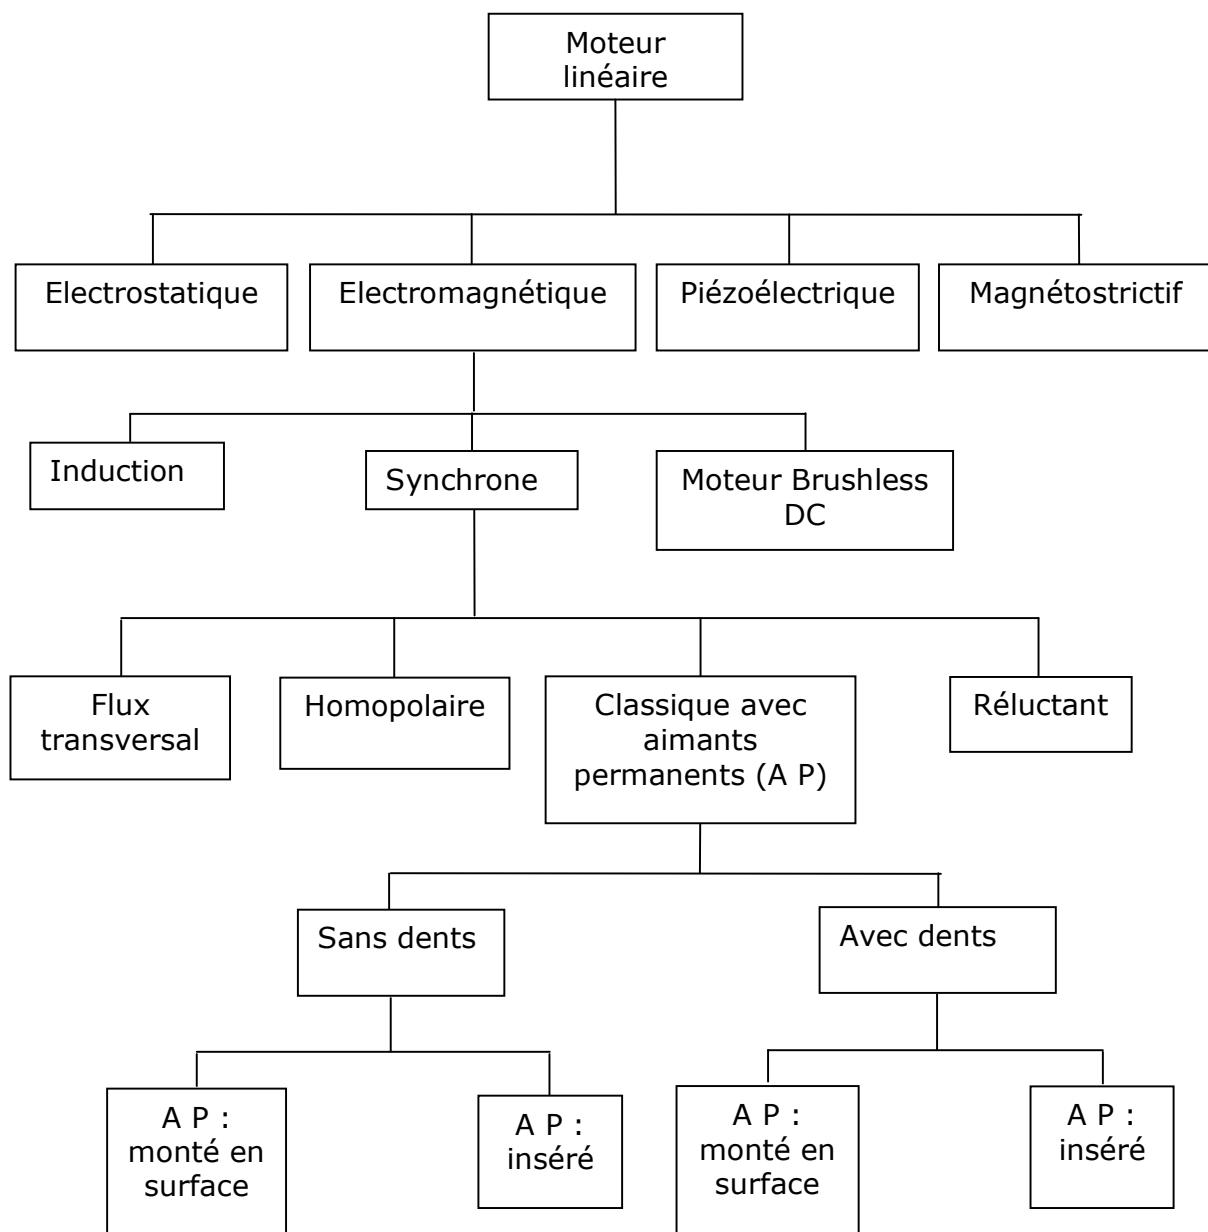 Moteur
linéaire
Electrostatique
Electromagnétique
Piézoélectrique
Magnétostrictif
Induction
Synchrone
Moteur Brushless
DC
Flux
transversal
Homopolaire
Classique avec
aimants
permanents (A P)
Réluctant
Sans dents
Avec dents
A P :
monté en
surface
A P :
inséré
A P :
monté en
surface
A P :
inséré